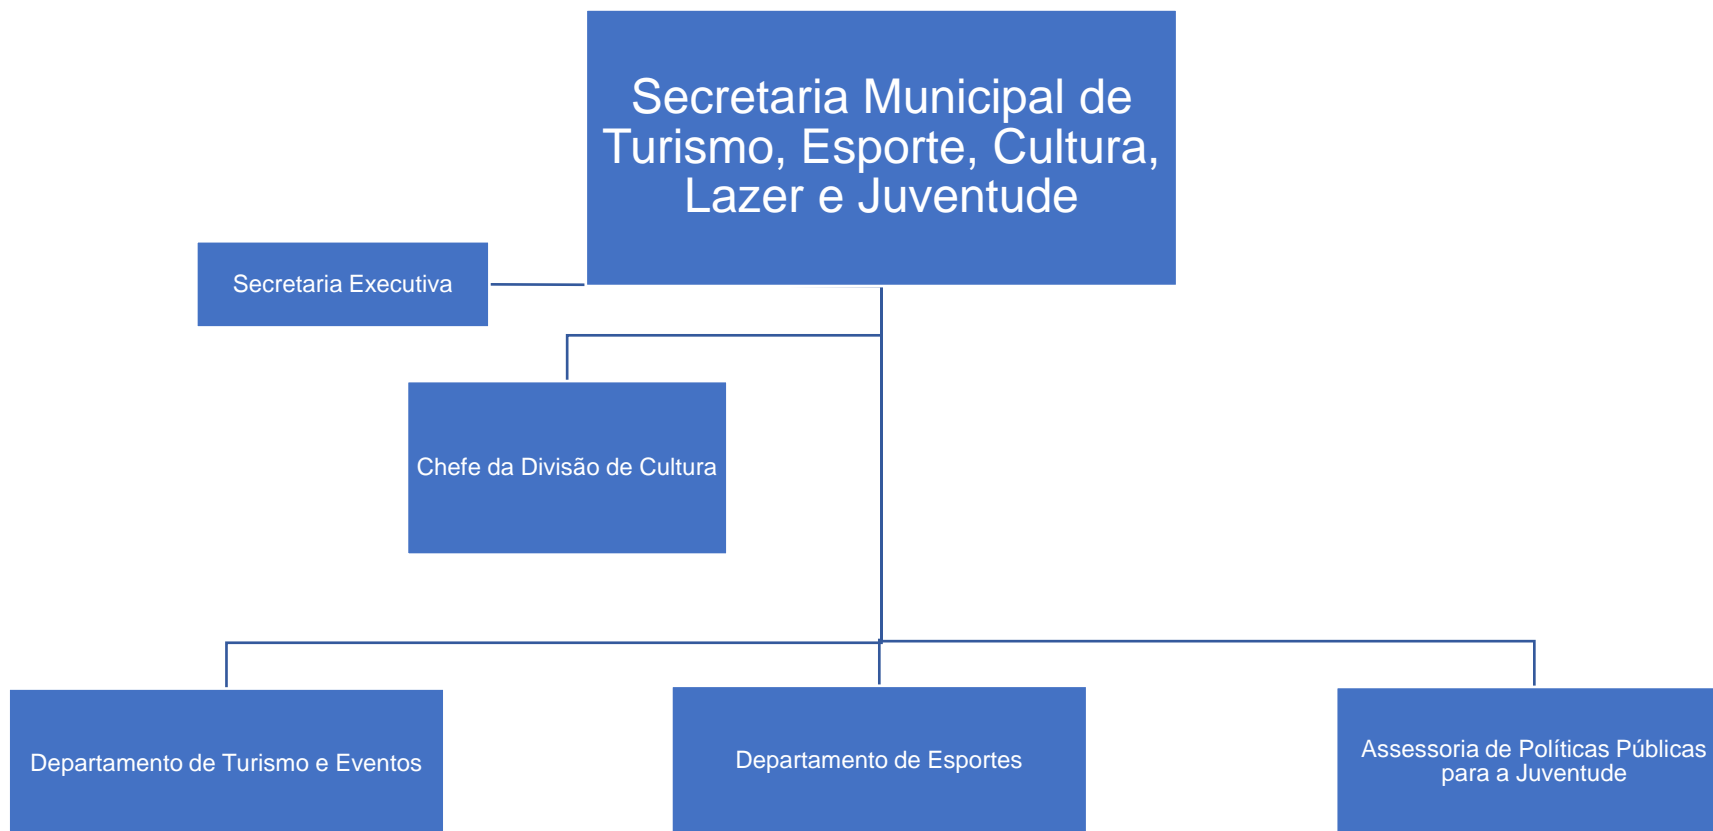 Secretaria Municipal de
Turismo, Esporte, Cultura,
Lazer e Juventude
Secretaria Executiva
Chefe da Divisão de Cultura
Departamento de Turismo e Eventos
Departamento de Esportes
Assessoria de Políticas Públicas
para a Juventude